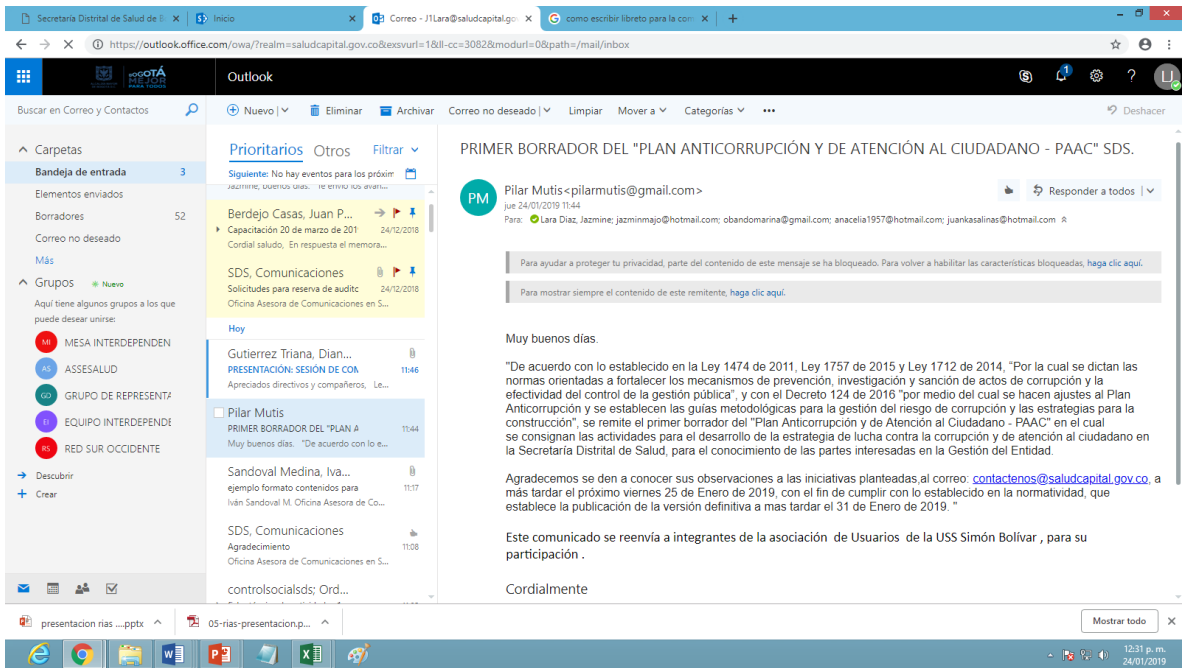 Secretaría Distrital de Salud de B
Inicio
Correo - J1Lara@saludcapital.gov
como escribir libreto para la com
https://outlook.office.com/owa/?realm=saludcapital.gov.co&exsvurl=1&ll-cc=3082&modurl=0&path=/mail/inbox
BOGOTÁ
MEJOR
PARA TODOS
Outlook
1
LJ
Buscar en Correo y Contactos
Nuevo
Eliminar
Archivar
Correo no deseado
Limpiar
Mover a
Categorías
Deshacer
Carpetas
Bandeja de entrada 3
Elementos enviados
Borradores 52
Correo no deseado
Más
Grupos Nuevo
Aquí tiene algunos grupos a los que
puede desear unirse:
MI MESA INTERDEPENDEN
AS ASSESALUD
GD GRUPO DE REPRESENTA
EI EQUIPO INTERDEPENDE
RS RED SUR OCCIDENTE
Descubrir
Crear
Prioritarios Otros Filtrar
Siguiente: No hay eventos para los próxim
Jazmine, buenos días. Te envío los avan...
Berdejo Casas, Juan P...
Capacitación 20 de marzo de 201 24/12/2018
Cordial saludo, En respuesta el memora...
SDS, Comunicaciones
Solicitudes para reserva de auditc 24/12/2018
Oficina Asesora de Comunicaciones en S...
Hoy
Gutierrez Triana, Dian...
PRESENTACIÓN: SESIÓN DE CON 11:46
Apreciados directivos y compañeros, Le...
Pilar Mutis
PRIMER BORRADOR DEL "PLAN A 11:44
Muy buenos días. "De acuerdo con lo e...
Sandoval Medina, Iva...
ejemplo formato contenidos para 11:17
Iván Sandoval M. Oficina Asesora de Co...
SDS, Comunicaciones
Agradecimiento 11:08
Oficina Asesora de Comunicaciones en S...
controlsocialsds; Ord...
PRIMER BORRADOR DEL "PLAN ANTICORRUPCIÓN Y DE ATENCIÓN AL CIUDADANO - PAAC" SDS.
PM
Pilar Mutis<pilarmutis@gmail.com>
jue 24/01/2019 11:44
Para: Lara Diaz, Jazmine; jazminmajo@hotmail.com; obandomarina@gmail.com; anacelia1957@hotmail.com; juankasalinas@hotmail.com
Responder a todos
Para ayudar a proteger tu privacidad, parte del contenido de este mensaje se ha bloqueado. Para volver a habilitar las características bloqueadas, haga clic aquí.
Para mostrar siempre el contenido de este remitente, haga clic aquí.
Muy buenos días.
"De acuerdo con lo establecido en la Ley 1474 de 2011, Ley 1757 de 2015 y Ley 1712 de 2014, "Por la cual se dictan las
normas orientadas a fortalecer los mecanismos de prevención, investigación y sanción de actos de corrupción y la
efectividad del control de la gestión pública", y con el Decreto 124 de 2016 "por medio del cual se hacen ajustes al Plan
Anticorrupción y se establecen las guías metodológicas para la gestión del riesgo de corrupción y las estrategias para la
construcción", se remite el primer borrador del "Plan Anticorrupción y de Atención al Ciudadano - PAAC" en el cual
se consignan las actividades para el desarrollo de la estrategia de lucha contra la corrupción y de atención al ciudadano en
la Secretaría Distrital de Salud, para el conocimiento de las partes interesadas en la Gestión del Entidad.
Agradecemos se den a conocer sus observaciones a las iniciativas planteadas,al correo: contactenos@saludcapital.gov.co, a
más tardar el próximo viernes 25 de Enero de 2019, con el fin de cumplir con lo establecido en la normatividad, que
establece la publicación de la versión definitiva a mas tardar el 31 de Enero de 2019. "
Este comunicado se reenvía a integrantes de la asociación de Usuarios de la USS Simón Bolívar , para su
participación .
Cordialmente
presentacion rias ....pptx
05-rias-presentacion.p...
Mostrar todo
12:31 p. m.
24/01/2019